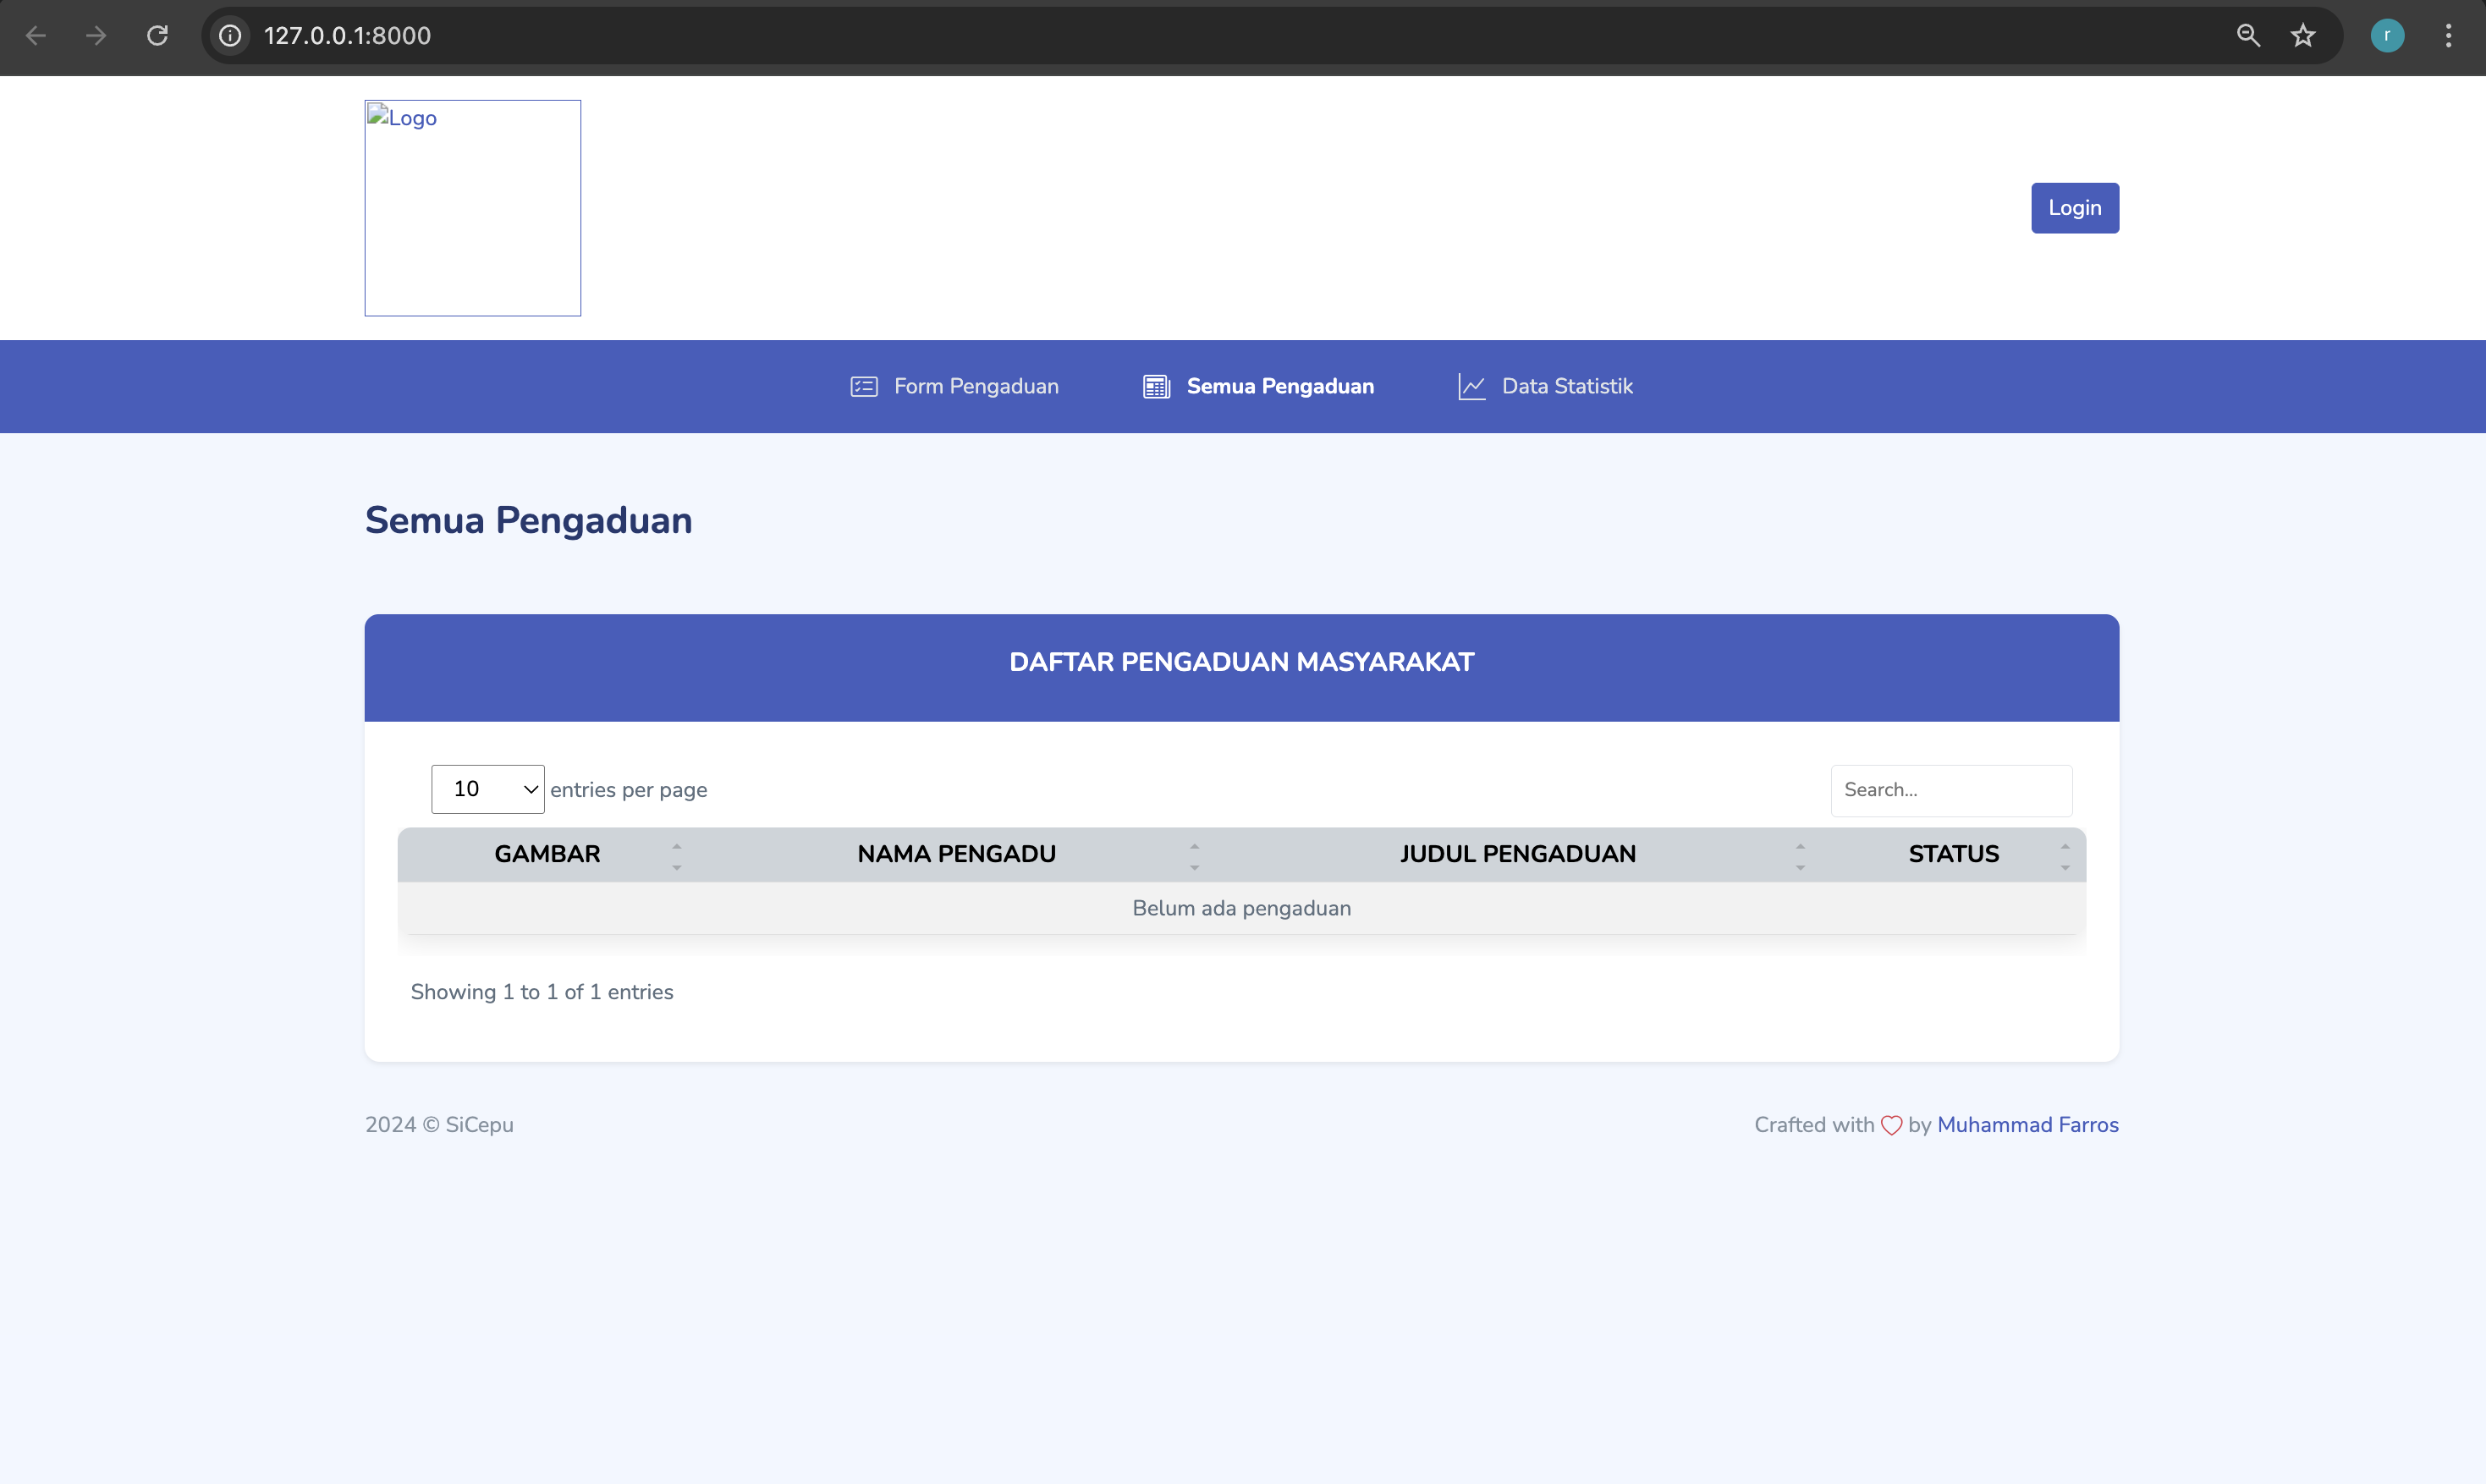 127.0.0.1:8000
r
Logo
Login
Form Pengaduan
Semua Pengaduan
Data Statistik
Semua Pengaduan
DAFTAR PENGADUAN MASYARAKAT
10 entries per page
Search...
GAMBAR NAMA PENGADU JUDUL PENGADUAN STATUS
Belum ada pengaduan
Showing 1 to 1 of 1 entries
2024 © SiCepu
Crafted with by Muhammad Farros